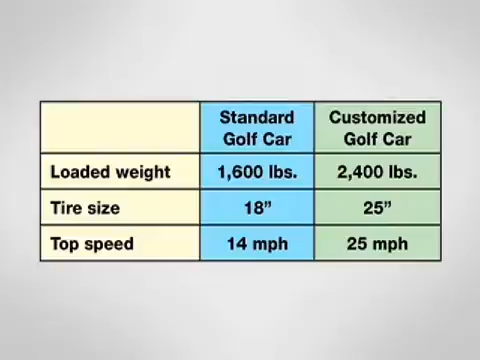 Standard
Golf Car
Customized
Golf Car
Loaded weight 1,600 lbs. 2,400 lbs.
Tire size 18” 25”
Top speed 14 mph 25 mph